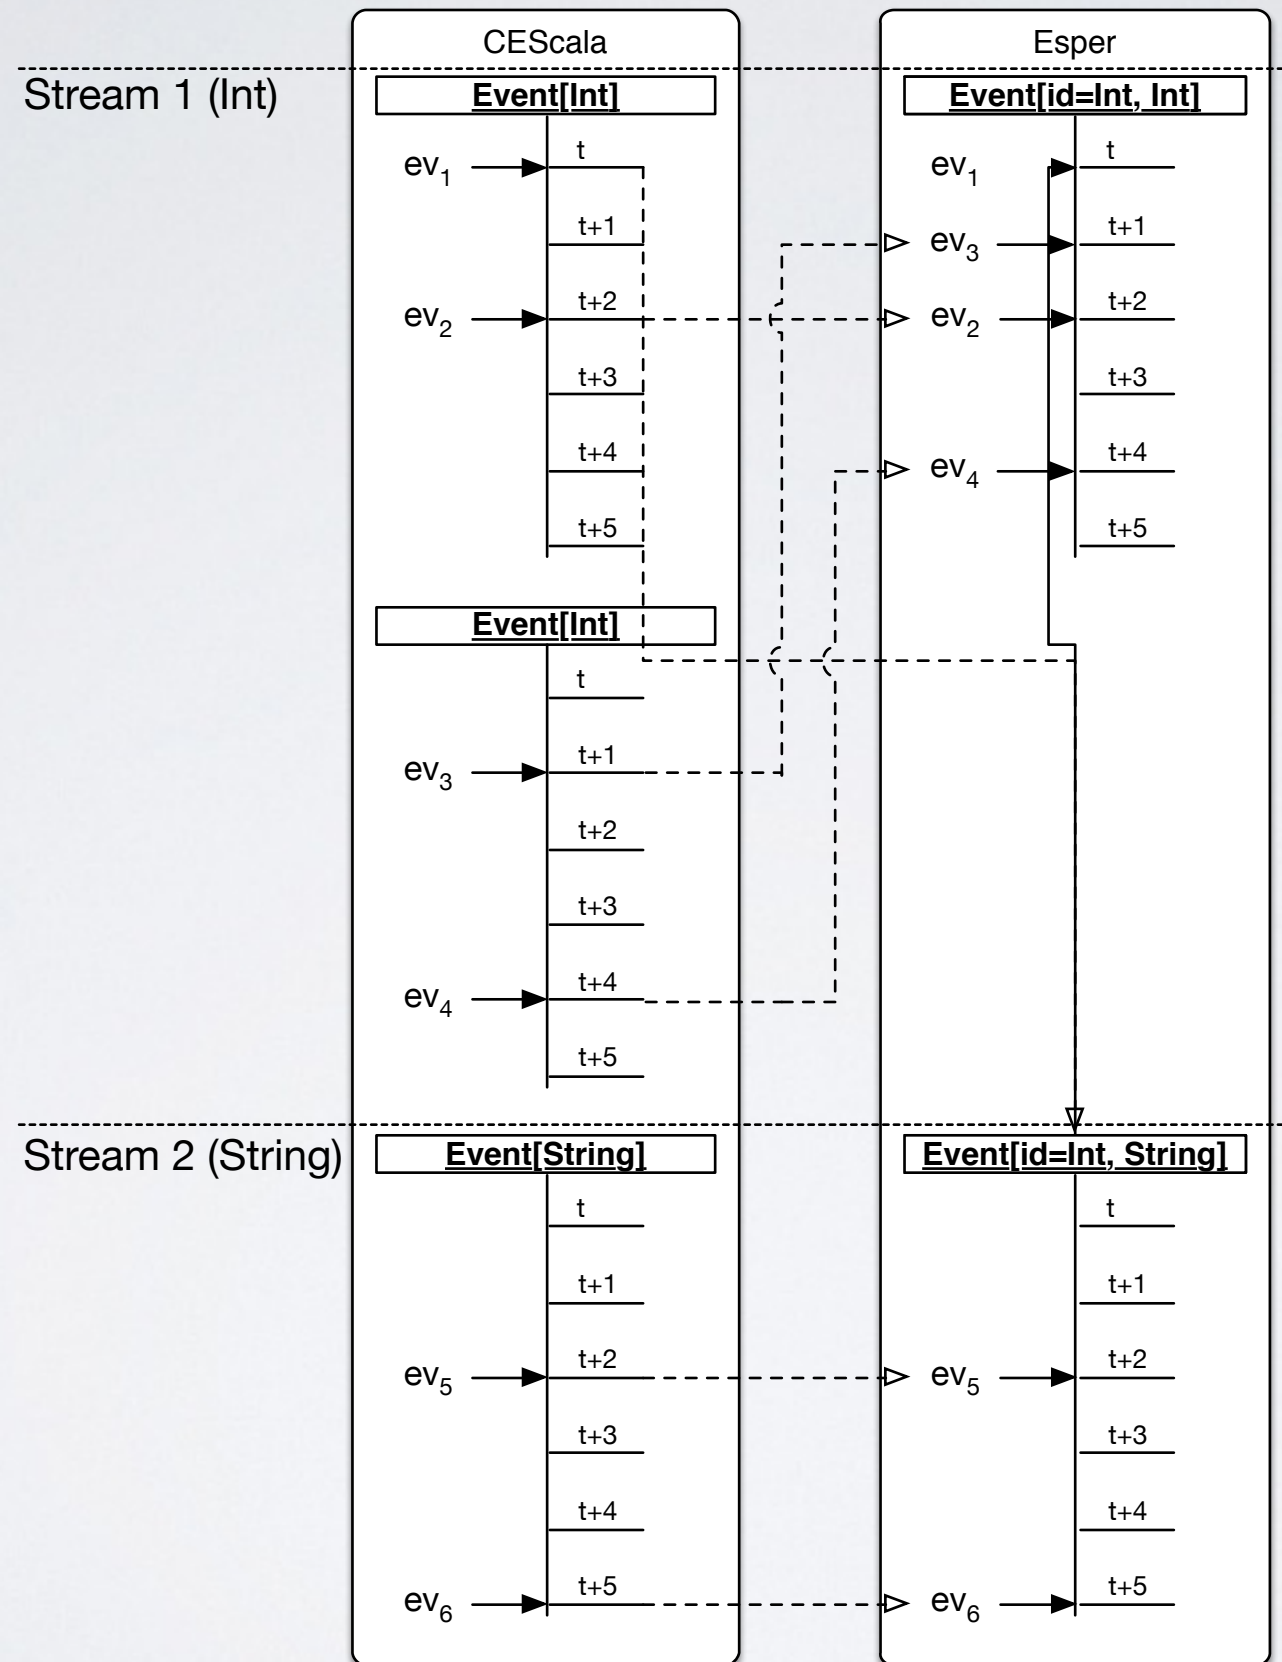 CEScala
Esper
Stream 1 (Int)
Event[Int]
Event[id=Int, Int]
ev1
t
ev1
t
t+1
ev3
t+1
ev2
t+2
ev2
t+2
t+3
t+3
t+4
ev4
t+4
t+5
t+5
Event[Int]
t
ev3
t+1
t+2
t+3
ev4
t+4
t+5
Stream 2 (String)
Event[String]
Event[id=Int, String]
t
t
t+1
t+1
ev5
t+2
ev5
t+2
t+3
t+3
t+4
t+4
ev6
t+5
ev6
t+5